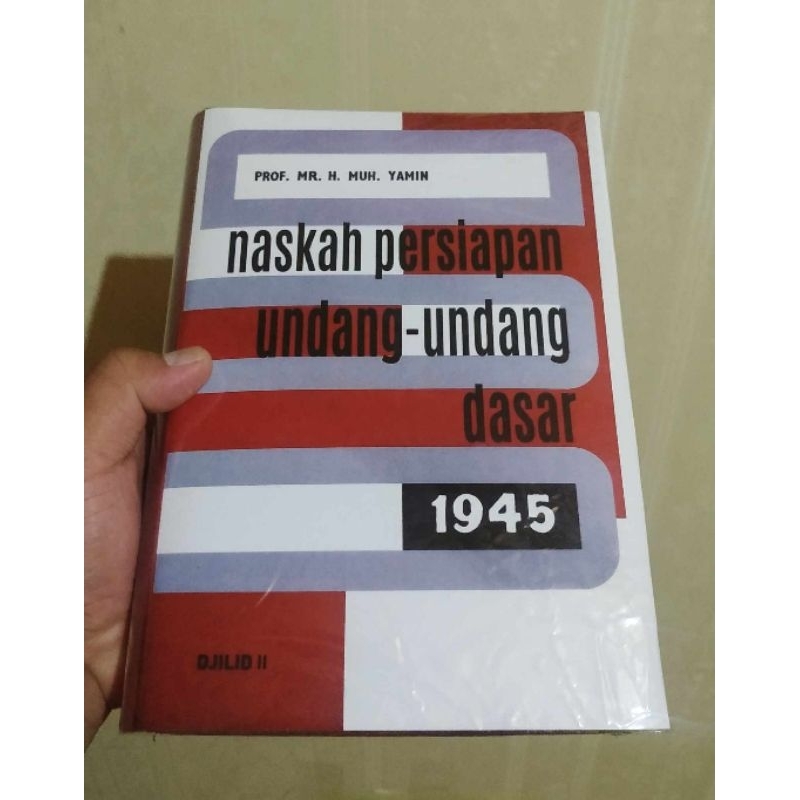 PROF. MR. H. MUH. YAMIN
naskah persiapan
undang-undang
dasar
1945
DJILID II